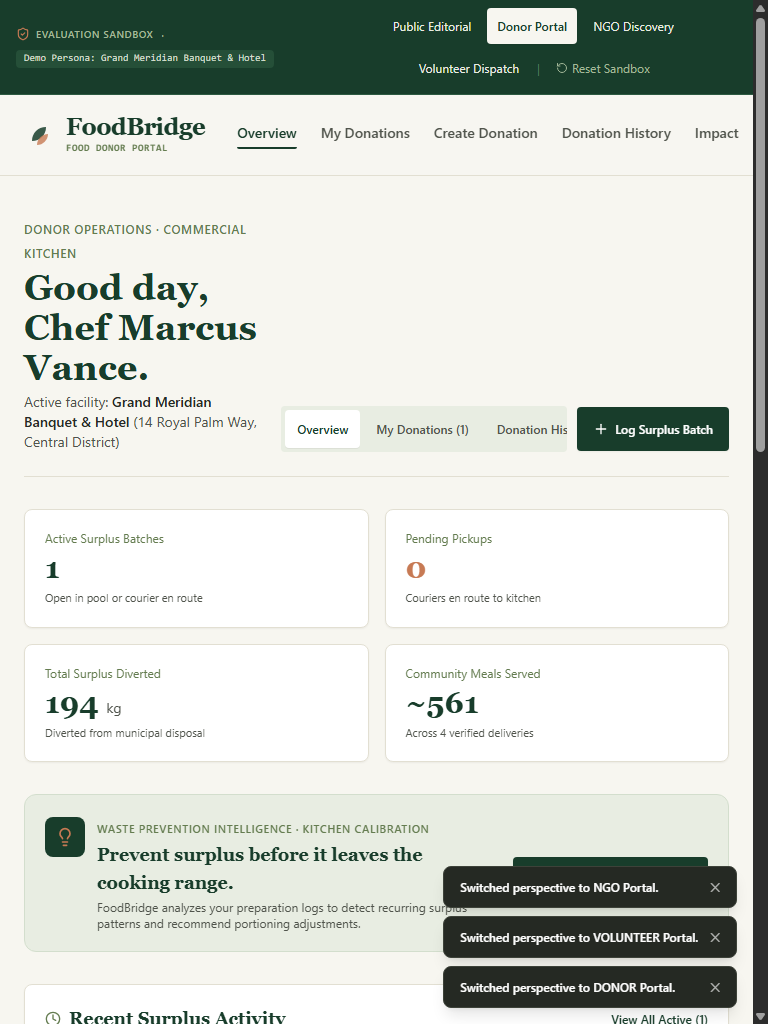 EVALUATION SANDBOX ·
Demo Persona: Grand Meridian Banquet & Hotel
Public Editorial
Donor Portal
NGO Discovery
Volunteer Dispatch
|
Reset Sandbox
FoodBridge
FOOD DONOR PORTAL
Overview
My Donations
Create Donation
Donation History
Impact
DONOR OPERATIONS · COMMERCIAL
KITCHEN
Good day,
Chef Marcus
Vance.
Active facility: Grand Meridian
Banquet & Hotel (14 Royal Palm Way,
Central District)
Overview
My Donations (1)
Donation His
+ Log Surplus Batch
Active Surplus Batches
1
Open in pool or courier en route
Pending Pickups
0
Couriers en route to kitchen
Total Surplus Diverted
194 kg
Diverted from municipal disposal
Community Meals Served
~561
Across 4 verified deliveries
WASTE PREVENTION INTELLIGENCE · KITCHEN CALIBRATION
Prevent surplus before it leaves the
cooking range.
FoodBridge analyzes your preparation logs to detect recurring surplus
patterns and recommend portioning adjustments.
Switched perspective to NGO Portal.
Switched perspective to VOLUNTEER Portal.
Switched perspective to DONOR Portal.
Recent Surplus Activity
View All Active (1)